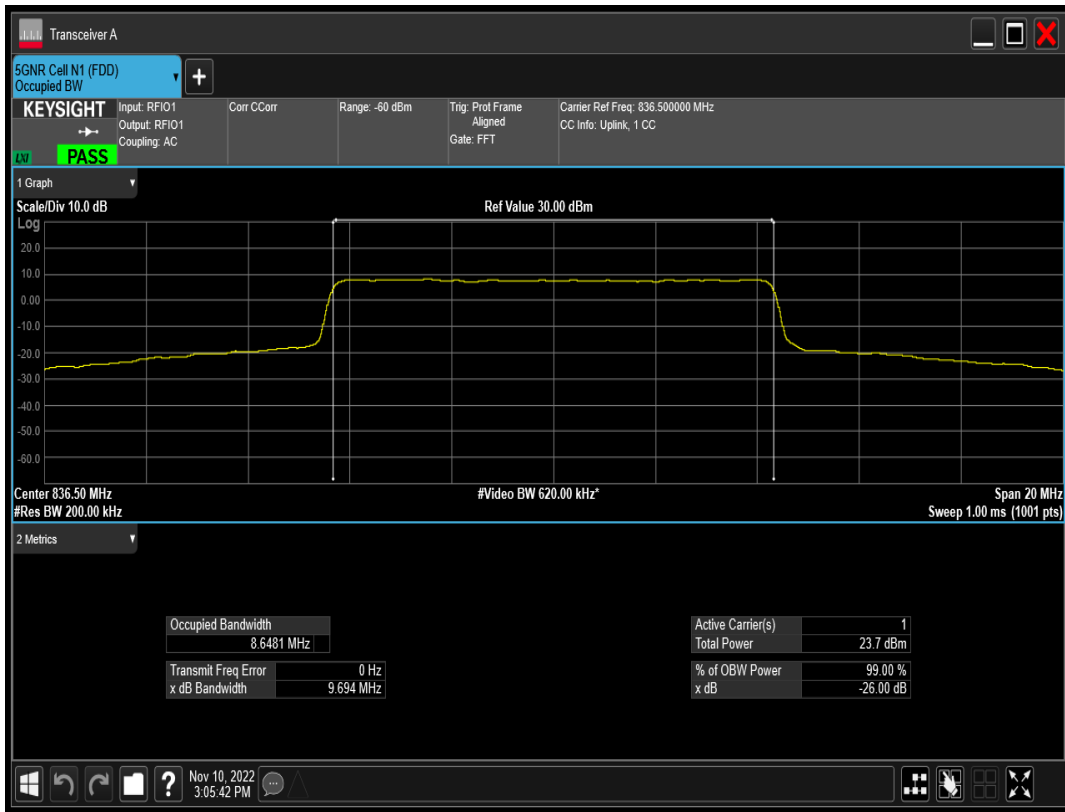 Transceiver A
5GNR Cell N1 (FDD)
Occupied BW
KEYSIGHT
LXI
PASS
Input: RFIO1
Output: RFIO1
Coupling: AC
Corr CCorr
Range: -60 dBm
Trig: Prot Frame
Aligned
Gate: FFT
Carrier Ref Freq: 836.500000 MHz
CC Info: Uplink, 1 CC
1 Graph
Scale/Div 10.0 dB
Ref Value 30.00 dBm
Log
20.0
10.0
0.00
-10.0
-20.0
-30.0
-40.0
-50.0
-60.0
Center 836.50 MHz
#Video BW 620.00 kHz*
Span 20 MHz
#Res BW 200.00 kHz
Sweep 1.00 ms (1001 pts)
2 Metrics
Occupied Bandwidth
8.6481 MHz
Transmit Freq Error 0 Hz
x dB Bandwidth 9.694 MHz
Active Carrier(s) 1
Total Power 23.7 dBm
% of OBW Power 99.00 %
x dB -26.00 dB
?
Nov 10, 2022
3:05:42 PM